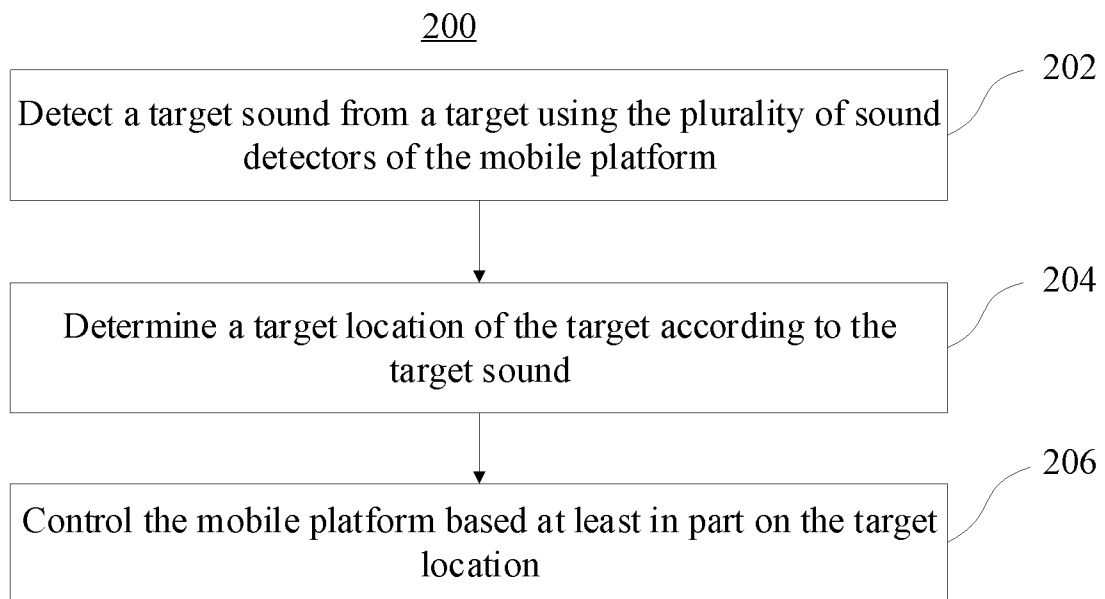 200
202
Detect a target sound from a target using the plurality of sound
detectors of the mobile platform
204
Determine a target location of the target according to the
target sound
206
Control the mobile platform based at least in part on the target
location